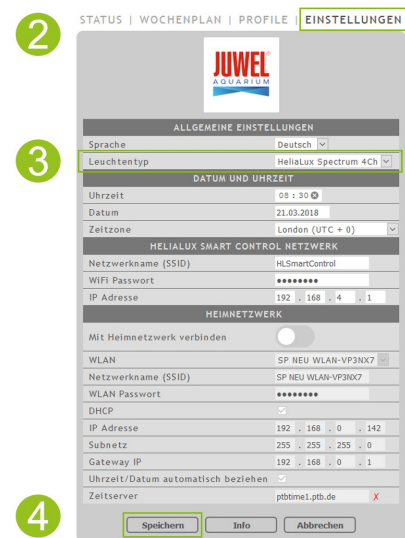 2
STATUS | WOCHENPLAN | PROFILE | EINSTELLUNGEN
JUWEL
AQUARIUM
ALLGEMEINE EINSTELLUNGEN
Sprache Deutsch
3
Leuchtentyp HeliaLux Spectrum 4Ch
DATUM UND UHRZEIT
Uhrzeit 08 : 30
Datum 21.03.2018
Zeitzone London (UTC + 0)
HELIALUX SMART CONTROL NETZWERK
Netzwerkname (SSID) HLSmartControl
WiFi Passwort ••••••••
IP Adresse 192 . 168 . 4 . 1
HEIMNETZWERK
Mit Heimnetzwerk verbinden
WLAN SP NEU WLAN-VP3NX7
Netzwerkname (SSID) SP NEU WLAN-VP3NX7
WLAN Passwort ••••••••
DHCP
IP Adresse 192 . 168 . 0 . 142
Subnetz 255 . 255 . 255 . 0
Gateway IP 192 . 168 . 0 . 1
Uhrzeit/Datum automatisch beziehen
Zeitserver ptbtime1.ptb.de X
4
Speichern Info Abbrechen